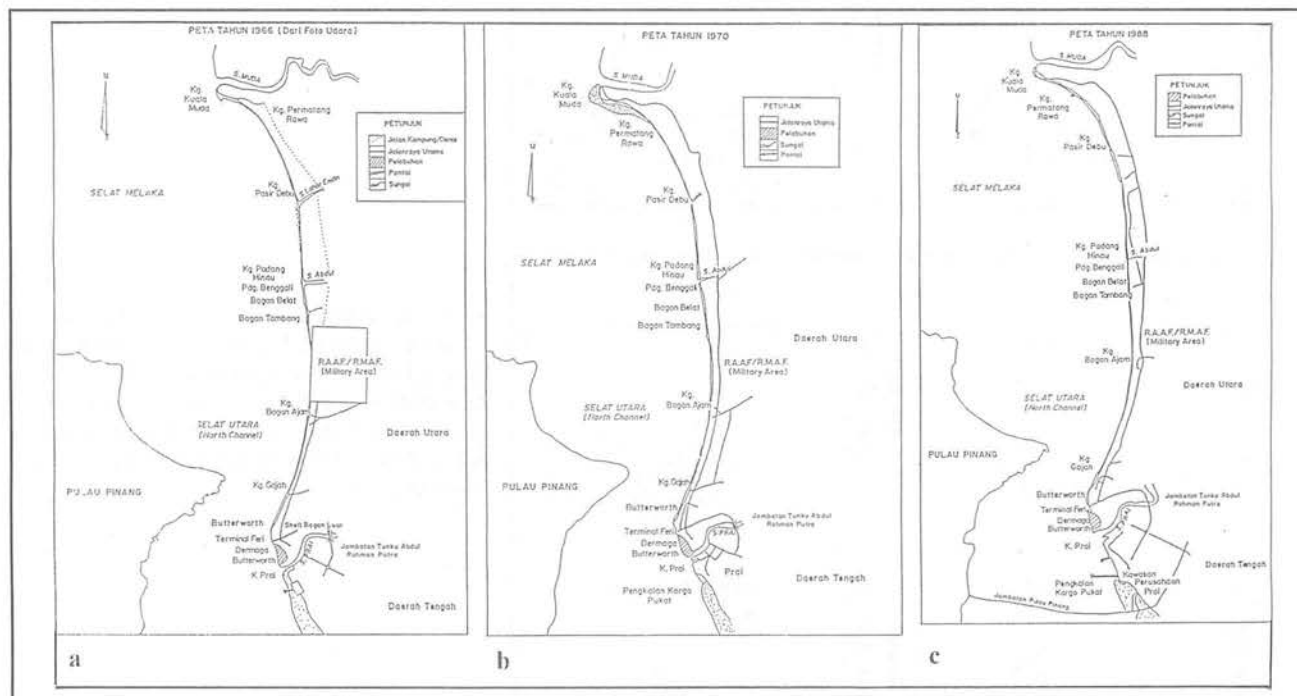 PETA TAHUN 1966 (Dari Foto Udara)
N
S. MUDA
Kg.
Kuala
Muda
Kg. Permatang
Rawa
PETUNJUK
Jalanraya Utama
Pelabuhan
Pantai
Sungai
SELAT MELAKA
Kg.
Pasir Debu
Kg. Padang
Hindu
S. Abdul
Pdg. Benggali
Bagan Belat
Bagan Tambang
R.A.A.F./R.M.A.F.
(Military Area)
Kg.
Bagan Ajam
SELAT UTARA
(North Channel)
Daerah Utara
PULAU PINANG
Kg. Gajah
Butterworth
Shell Bagan Luar
Terminal Feri
Dermaga
Butterworth
Jambatan Tunku Abdul
Rahman Putra
S. PRAI
K. Prai
Daerah Tengah
a
PETA TAHUN 1970
S. MUDA
Kg.
Kuala
Muda
Kg.
Permatang
Rawa
PETUNJUK
Jalanraya Utama
Pelabuhan
Sungai
Pantai
SELAT MELAKA
Kg.
Pasir Debu
Kg. Padang
Hindu
S. Abdul
Pdg. Benggali
Bagan Belat
Bagan Tambang
Daerah Utara
R.A.A.F./R.M.A.F.
(Military Area)
Kg.
Bagan Ajam
SELAT UTARA
(North Channel)
PULAU PINANG
Kg. Gajah
Butterworth
Jambatan Tunku Abdul
Rahman Putra
Terminal Feri
S. PRAI
Dermaga
Butterworth
K. Prai
Prai
Daerah Tengah
Pengkalan Kargo
Pukal
b
PETA TAHUN 1988
S. MUDA
Kg.
Kuala
Muda
Kg.
Permatang
Rawa
PETUNJUK
Pelabuhan
Jalanraya Utama
Sungai
Pantai
Kg.
Pasir Debu
SELAT MELAKA
Kg. Padang
Hindu
S. Abdul
Pdg. Benggali
Bagan Belat
Bagan Tambang
R.A.A.F./R.M.A.F.
(Military Area)
Kg.
Bagan Ajam
Daerah Utara
SELAT UTARA
(North Channel)
PULAU PINANG
Kg.
Gajah
Butterworth
Jambatan Tunku Abdul
Rahman Putra
Terminal Feri
Dermaga
Butterworth
S. PRAI
K. Prai
Pengkalan
Kargo Pukal
Kawasan
Perusahaan
Prai
Daerah Tengah
Jambatan Pulau Pinang
c